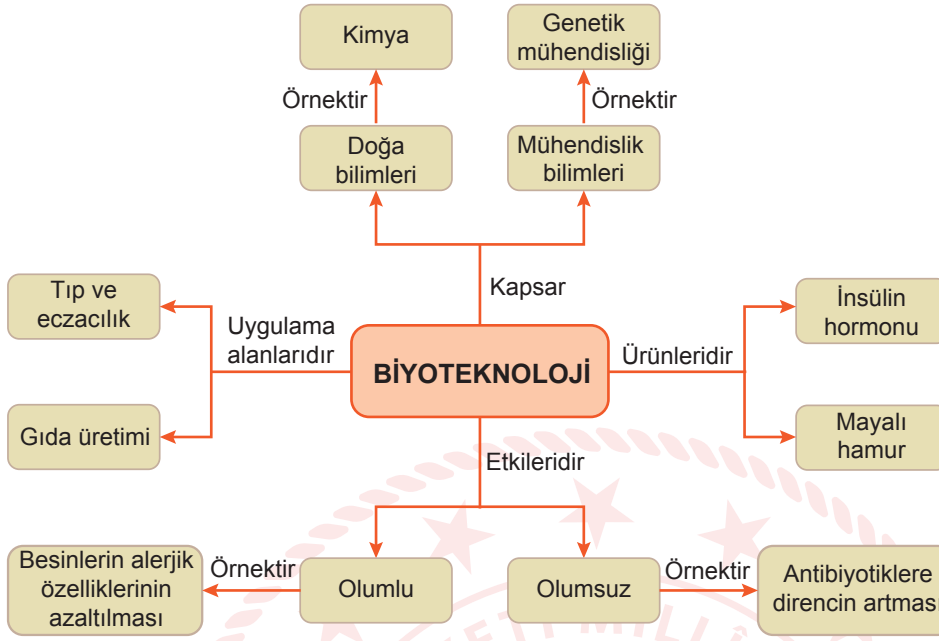 Kimya
Genetik
mühendisliği
Örnektir
Örnektir
Doğa
bilimleri
Mühendislik
bilimleri
Kapsar
Tıp ve
eczacılık
Uygulama
alanlarıdır
Gıda üretimi
BİYOTEKNOLOJİ
Ürünleridir
İnsülin
hormonu
Mayalı
hamur
Etkileridir
Besinlerin alerjik
özelliklerinin
azaltılması
Örnektir
Olumlu
Olumsuz
Örnektir
Antibiyotiklere
direncin artması